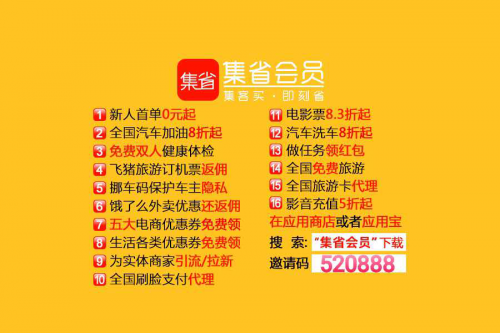 集省
集省会员
集客买·即刻省
1 新人首单0元起
2 全国汽车加油8折起
3 免费双人健康体检
4 飞猪旅游订机票返佣
5 挪车码保护车主隐私
6 饿了么外卖优惠还返佣
7 五大电商优惠券免费领
8 生活各类优惠券免费领
9 为实体商家引流/拉新
10 全国刷脸支付代理
11 电影票8.3折起
12 汽车洗车8折起
13 做任务领红包
14 全国免费旅游
15 全国旅游卡代理
16 影音充值5折起
在应用商店或者应用宝
搜 索:"集省会员"下载
邀请码 520888